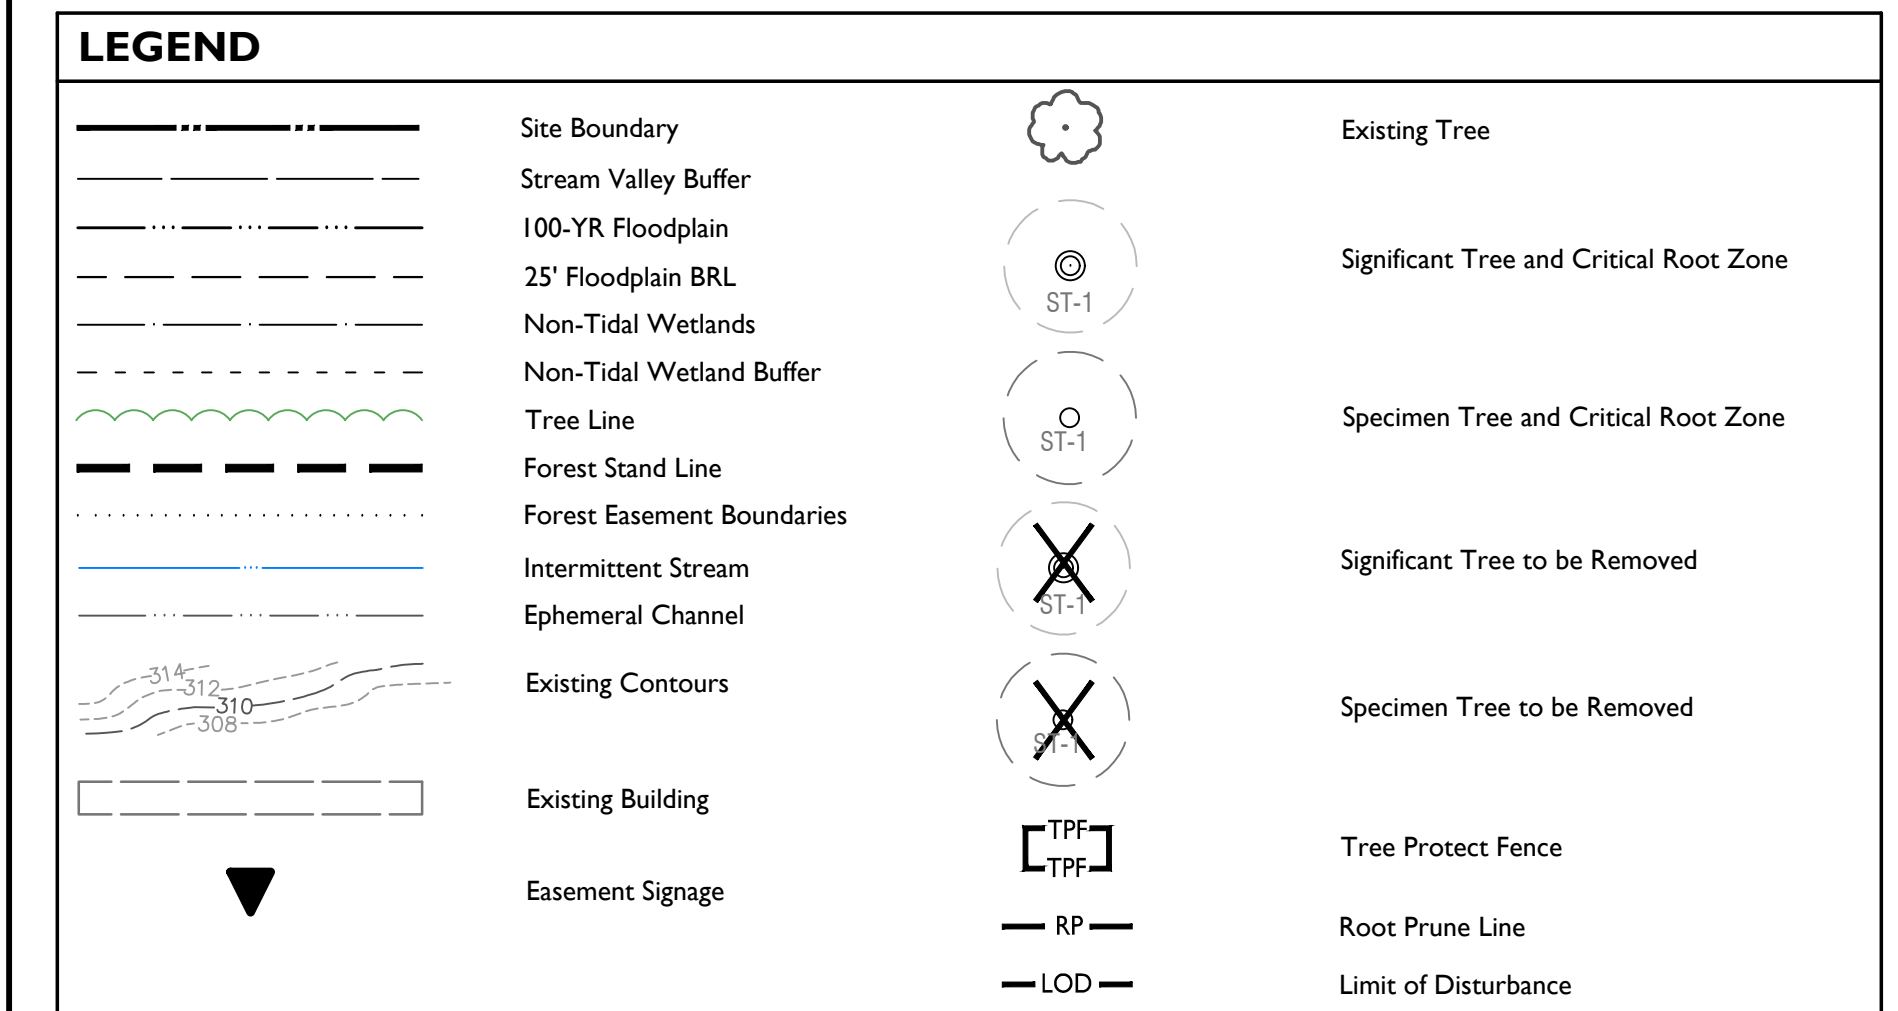 LEGEND
Site Boundary
Stream Valley Buffer
100-YR Floodplain
25' Floodplain BRL
Non-Tidal Wetlands
Non-Tidal Wetland Buffer
Tree Line
Forest Stand Line
Forest Easement Boundaries
Intermittent Stream
Ephemeral Channel
314
312
310
308
Existing Contours
Existing Building
Easement Signage
Existing Tree
ST-1
Significant Tree and Critical Root Zone
ST-1
Specimen Tree and Critical Root Zone
ST-1
Significant Tree to be Removed
ST-1
Specimen Tree to be Removed
TPF
TPF
Tree Protect Fence
RP
Root Prune Line
LOD
Limit of Disturbance